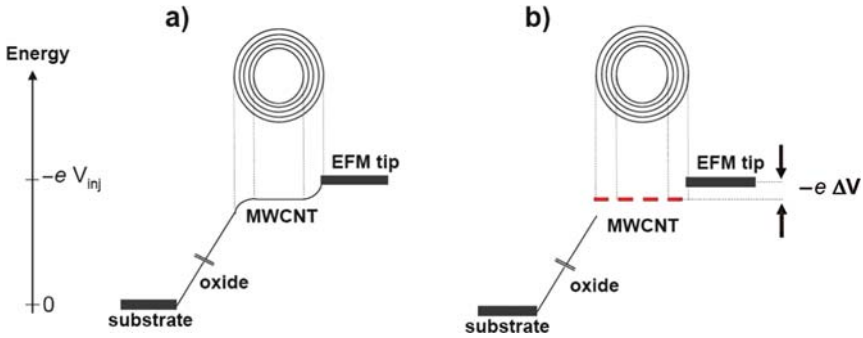 a)
Energy
EFM tip
−e Vinj
MWCNT
oxide
0
substrate
b)
EFM tip
−e ΔV
MWCNT
oxide
substrate